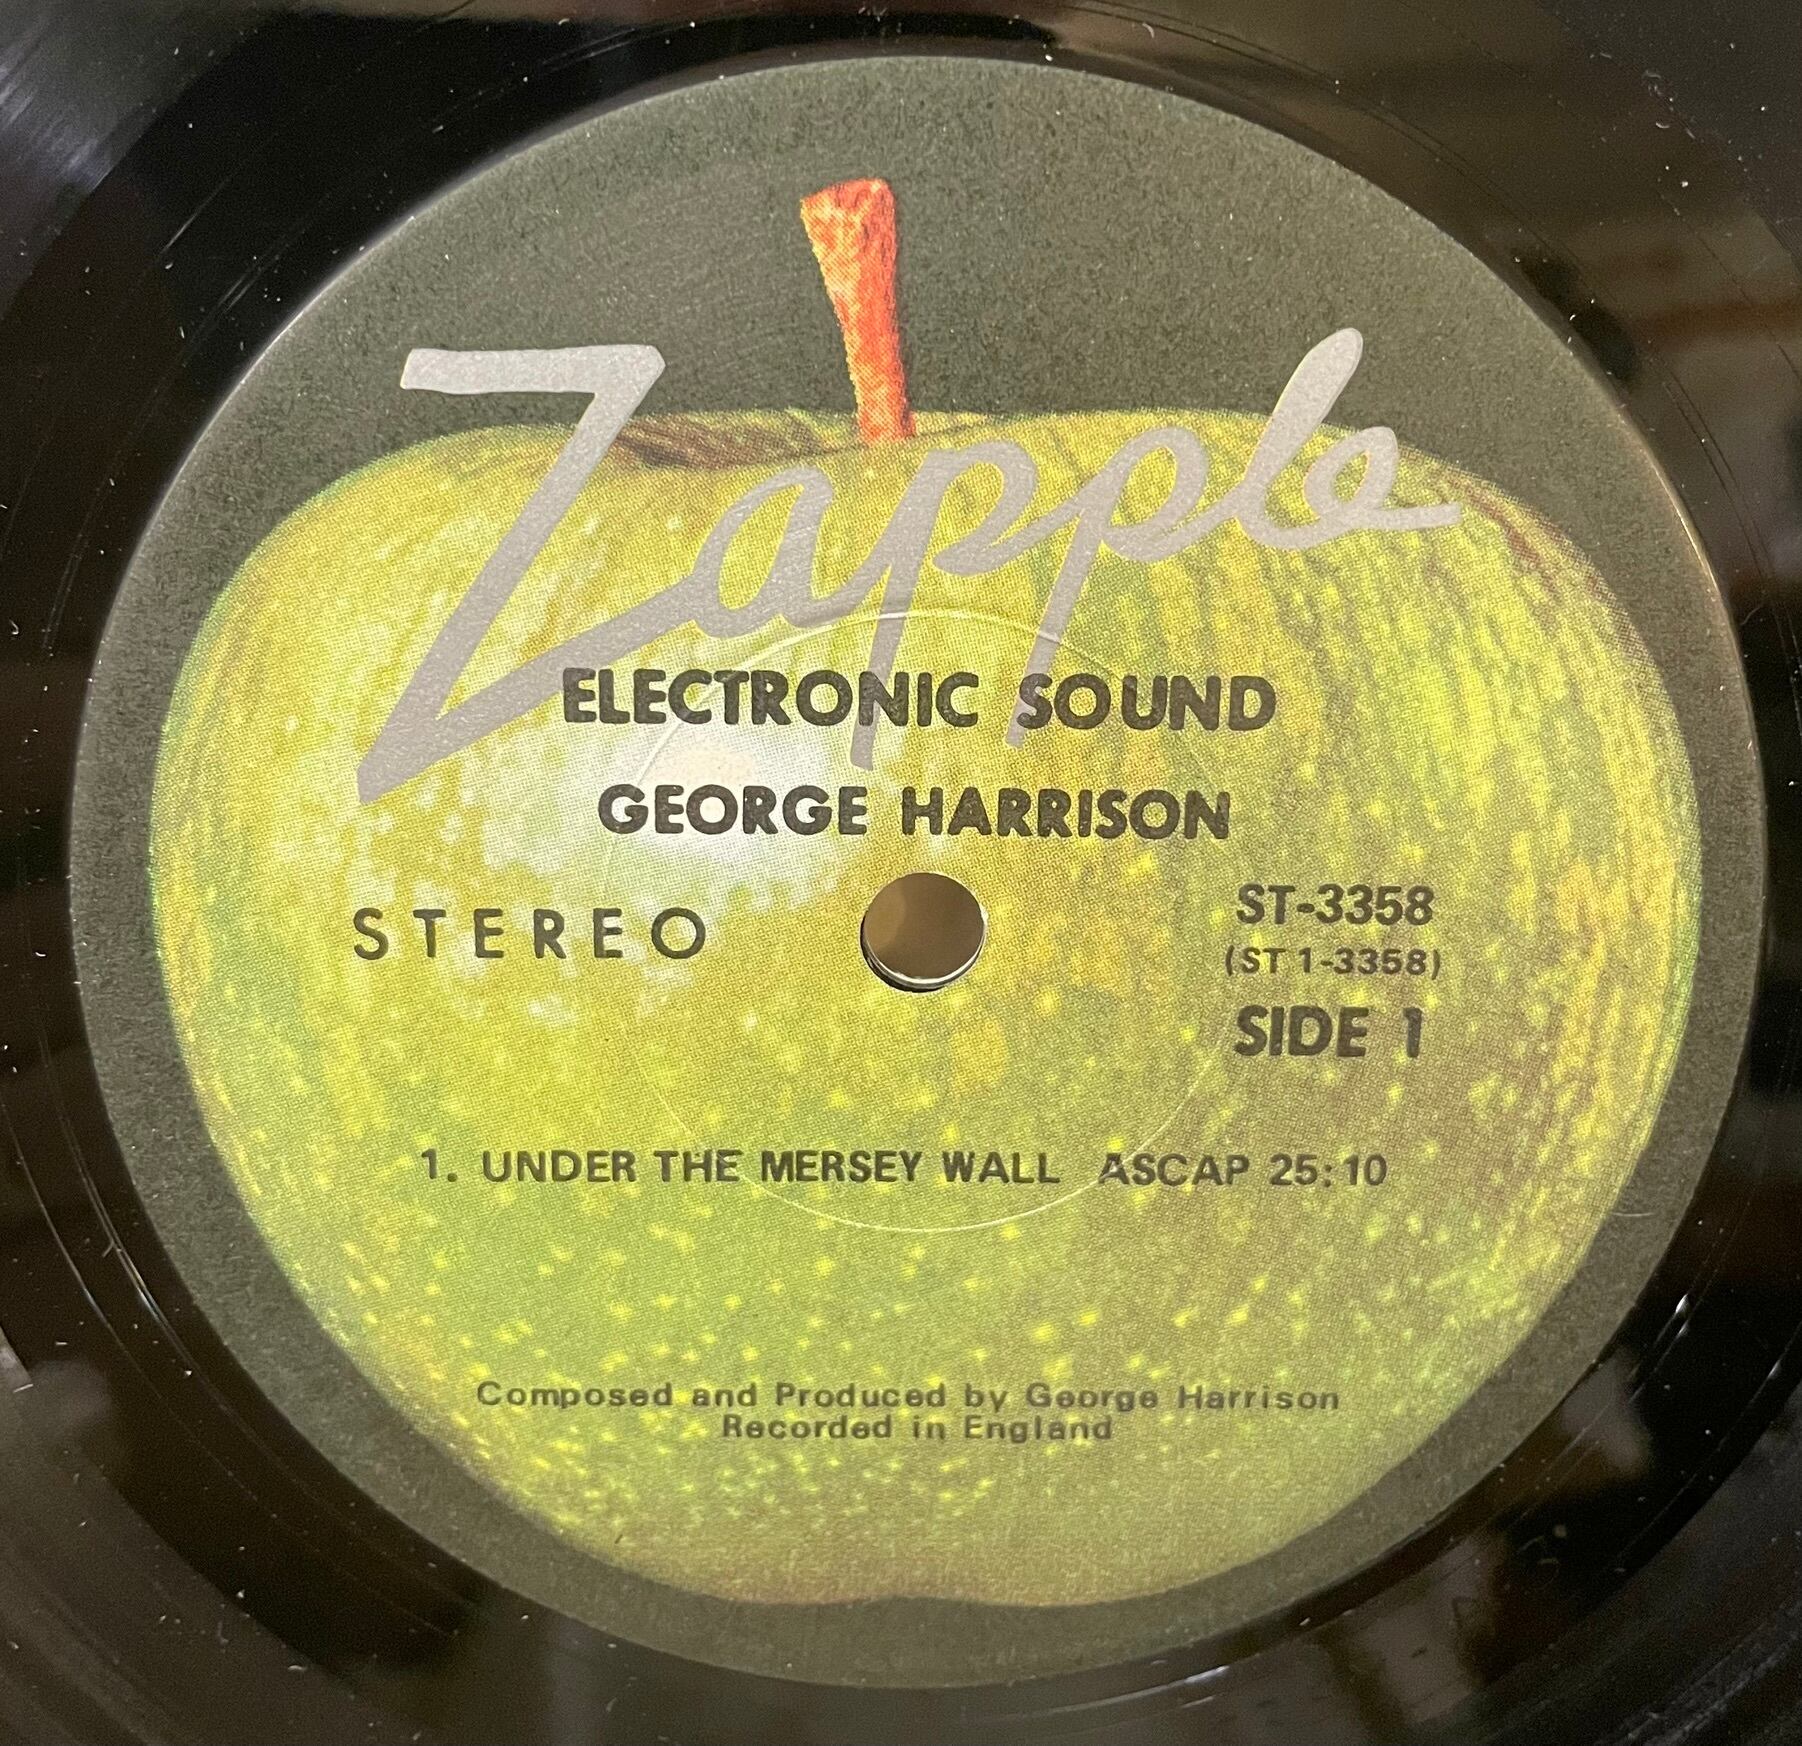 Zapple
ELECTRONIC SOUND
GEORGE HARRISON
STEREO
ST-3358
(ST 1-3358)
SIDE 1
1. UNDER THE MERSEY WALL ASCAP 25:10
Composed and Produced by George Harrison
Recorded in England